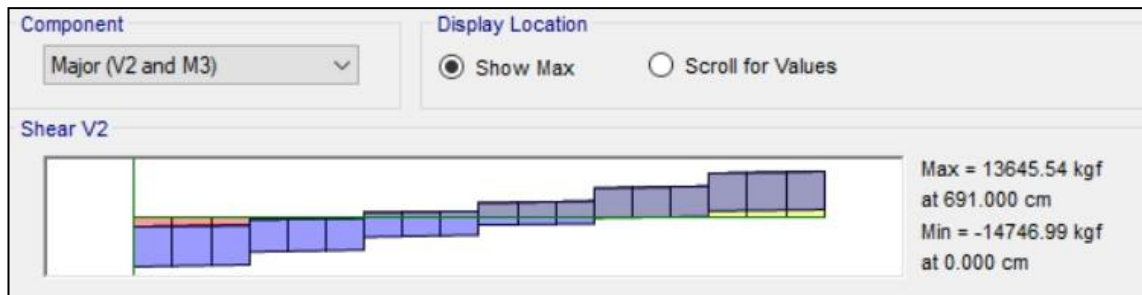 Component
Display Location
Major (V2 and M3)
Show Max
Scroll for Values
Shear V2
Max = 13645.54 kgf
at 691.000 cm
Min = -14746.99 kgf
at 0.000 cm